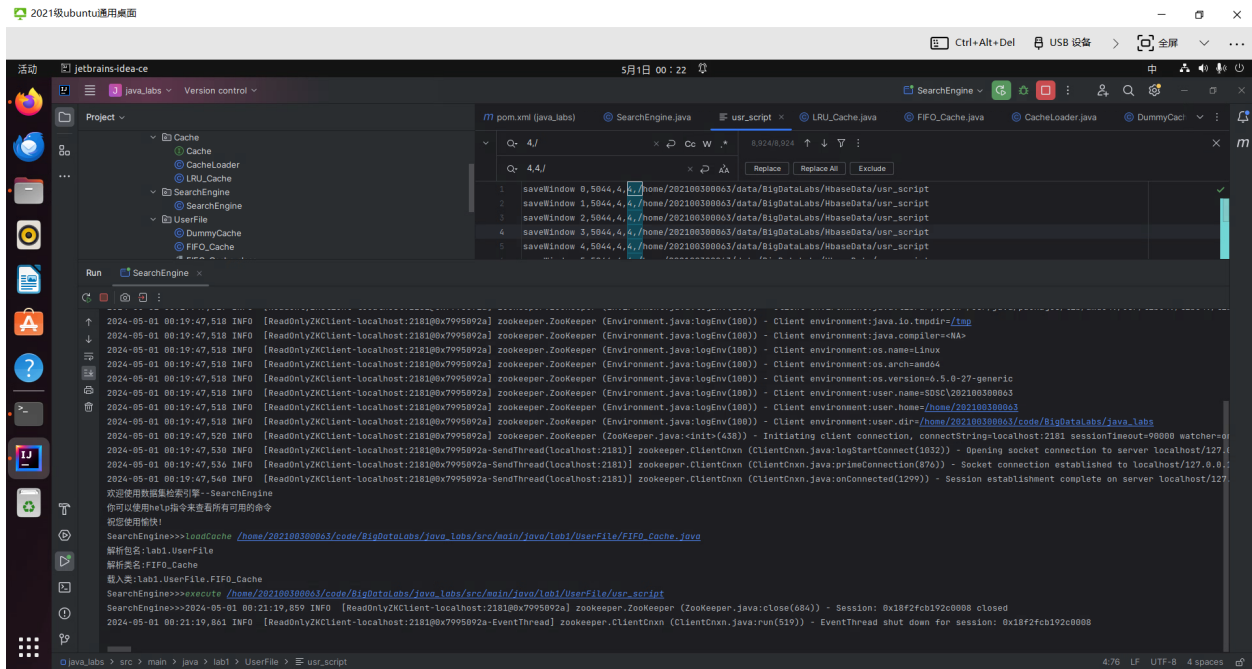 2021级ubuntu通用桌面
Ctrl+Alt+Del USB 设备 全屏
活动 jetbrains-idea-ce 5月1日 00：22 中
java_labs Version control SearchEngine
Project pom.xml (java_labs) SearchEngine.java usr_script LRU_Cache.java FIFO_Cache.java CacheLoader.java DummyCach
Cache
Cache
CacheLoader
LRU_Cache
SearchEngine
SearchEngine
UserFile
DummyCache
FIFO_Cache
4,/ Cc W .* 8,924/8,924
4,4,/ Replace Replace All Exclude
1 saveWindow 0,5044,4,4,/home/202100300063/data/BigDataLabs/HbaseData/usr_script
2 saveWindow 1,5044,4,4,/home/202100300063/data/BigDataLabs/HbaseData/usr_script
3 saveWindow 2,5044,4,4,/home/202100300063/data/BigDataLabs/HbaseData/usr_script
4 saveWindow 3,5044,4,4,/home/202100300063/data/BigDataLabs/HbaseData/usr_script
5 saveWindow 4,5044,4,4,/home/202100300063/data/BigDataLabs/HbaseData/usr_script
Run SearchEngine
2024-05-01 00:19:47,518 INFO [ReadOnlyZKClient-localhost:2181@0x7995092a] zookeeper.ZooKeeper (Environment.java:logEnv(100)) - Client environment:java.io.tmpdir=/tmp
2024-05-01 00:19:47,518 INFO [ReadOnlyZKClient-localhost:2181@0x7995092a] zookeeper.ZooKeeper (Environment.java:logEnv(100)) - Client environment:java.compiler=<NA>
2024-05-01 00:19:47,518 INFO [ReadOnlyZKClient-localhost:2181@0x7995092a] zookeeper.ZooKeeper (Environment.java:logEnv(100)) - Client environment:os.name=Linux
2024-05-01 00:19:47,518 INFO [ReadOnlyZKClient-localhost:2181@0x7995092a] zookeeper.ZooKeeper (Environment.java:logEnv(100)) - Client environment:os.arch=amd64
2024-05-01 00:19:47,518 INFO [ReadOnlyZKClient-localhost:2181@0x7995092a] zookeeper.ZooKeeper (Environment.java:logEnv(100)) - Client environment:os.version=6.5.0-27-generic
2024-05-01 00:19:47,518 INFO [ReadOnlyZKClient-localhost:2181@0x7995092a] zookeeper.ZooKeeper (Environment.java:logEnv(100)) - Client environment:user.name=SDSC\202100300063
2024-05-01 00:19:47,518 INFO [ReadOnlyZKClient-localhost:2181@0x7995092a] zookeeper.ZooKeeper (Environment.java:logEnv(100)) - Client environment:user.home=/home/202100300063
2024-05-01 00:19:47,518 INFO [ReadOnlyZKClient-localhost:2181@0x7995092a] zookeeper.ZooKeeper (Environment.java:logEnv(100)) - Client environment:user.dir=/home/202100300063/code/BigDataLabs/java_labs
2024-05-01 00:19:47,520 INFO [ReadOnlyZKClient-localhost:2181@0x7995092a] zookeeper.ZooKeeper (ZooKeeper.java:<init>(438)) - Initiating client connection, connectString=localhost:2181 sessionTimeout=90000 watcher=or
2024-05-01 00:19:47,530 INFO [ReadOnlyZKClient-localhost:2181@0x7995092a-SendThread(localhost:2181)] zookeeper.ClientCnxn (ClientCnxn.java:logStartConnect(1032)) - Opening socket connection to server localhost/127.0
2024-05-01 00:19:47,536 INFO [ReadOnlyZKClient-localhost:2181@0x7995092a-SendThread(localhost:2181)] zookeeper.ClientCnxn (ClientCnxn.java:primeConnection(876)) - Socket connection established to localhost/127.0.0.
2024-05-01 00:19:47,540 INFO [ReadOnlyZKClient-localhost:2181@0x7995092a-SendThread(localhost:2181)] zookeeper.ClientCnxn (ClientCnxn.java:onConnected(1299)) - Session establishment complete on server localhost/127.
欢迎使用数据集检索引擎--SearchEngine
你可以使用help指令来查看所有可用的命令
祝您使用愉快!
SearchEngine>>>loadCache /home/202100300063/code/BigDataLabs/java_labs/src/main/java/lab1/UserFile/FIFO_Cache.java
解析包名:lab1.UserFile
解析类名:FIFO_Cache
载入类:lab1.UserFile.FIFO_Cache
SearchEngine>>>execute /home/202100300063/code/BigDataLabs/java_labs/src/main/java/lab1/UserFile/usr_script
SearchEngine>>>2024-05-01 00:21:19,859 INFO [ReadOnlyZKClient-localhost:2181@0x7995092a] zookeeper.ZooKeeper (ZooKeeper.java:close(684)) - Session: 0x18f2fcb192c0008 closed
2024-05-01 00:21:19,861 INFO [ReadOnlyZKClient-localhost:2181@0x7995092a-EventThread] zookeeper.ClientCnxn (ClientCnxn.java:run(519)) - EventThread shut down for session: 0x18f2fcb192c0008
java_labs > src > main > java > lab1 > UserFile > usr_script 4:76 LF UTF-8 4 spaces